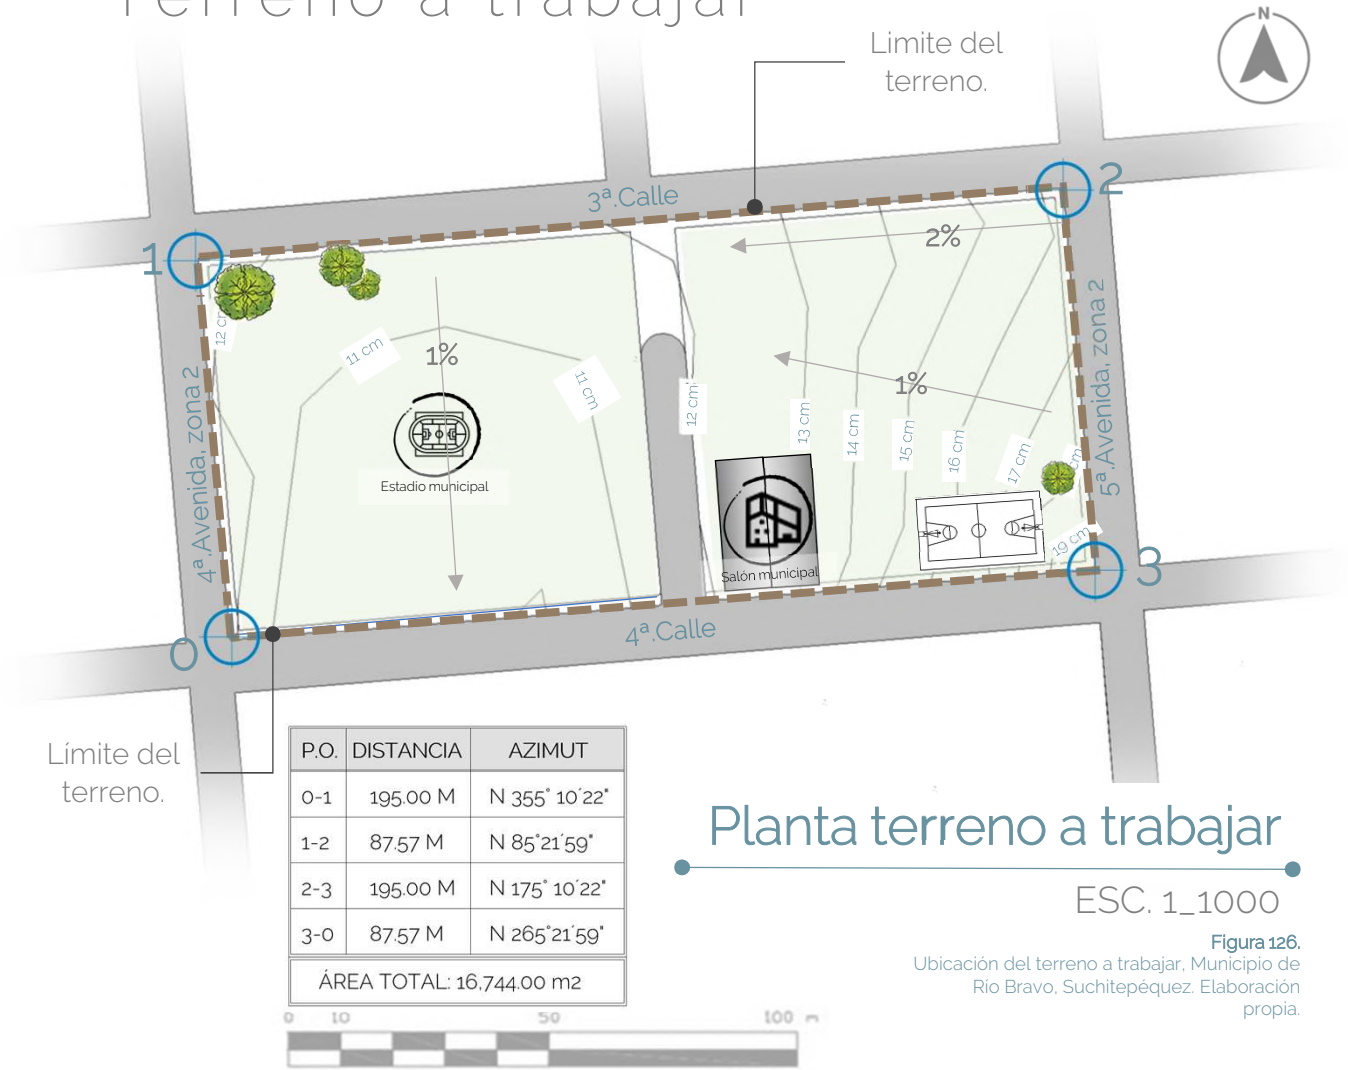 Terreno a trabajar
N
Limite del
terreno.
2
3ª.Calle
1
2%
12 cm
11 cm
1%
11 cm
1%
12 cm
13 cm
14 cm
15 cm
16 cm
17 cm
cm
19 cm
4ª.Avenida, zona 2
5ª.Avenida, zona 2
Estadio municipal
Salón municipal
3
4ª.Calle
0
Límite del
terreno.
P.O. DISTANCIA AZIMUT
0-1 195.00 M N 355° 10´22"
1-2 87.57 M N 85°21´59"
2-3 195.00 M N 175° 10´22"
3-0 87.57 M N 265°21´59"
ÁREA TOTAL: 16,744.00 m2
0 10 50 100 m
Planta terreno a trabajar
ESC. 1_1000
Figura 126.
Ubicación del terreno a trabajar, Municipio de
Río Bravo, Suchitepéquez. Elaboración
propia.